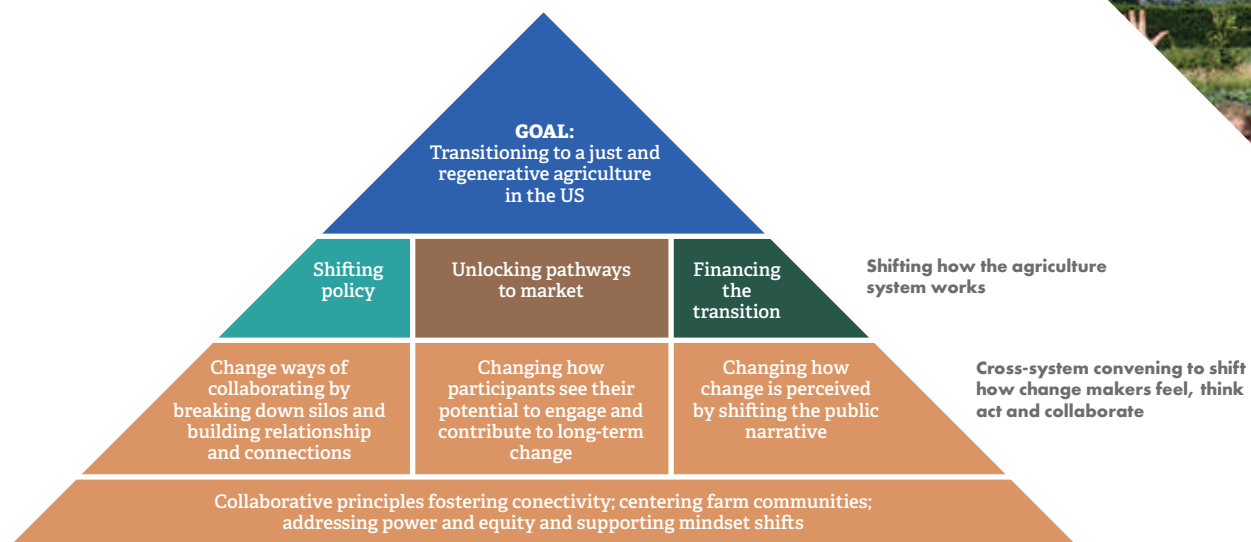 GOAL:
Transitioning to a just and
regenerative agriculture
in the US
Shifting
policy
Unlocking pathways
to market
Financing
the
transition
Shifting how the agriculture
system works
Change ways of
collaborating by
breaking down silos and
building relationship
and connections
Changing how
participants see their
potential to engage and
contribute to long-term
change
Changing how
change is perceived
by shifting the public
narrative
Cross-system convening to shift
how change makers feel, think
act and collaborate
Collaborative principles fostering conectivity; centering farm communities;
addressing power and equity and supporting mindset shifts